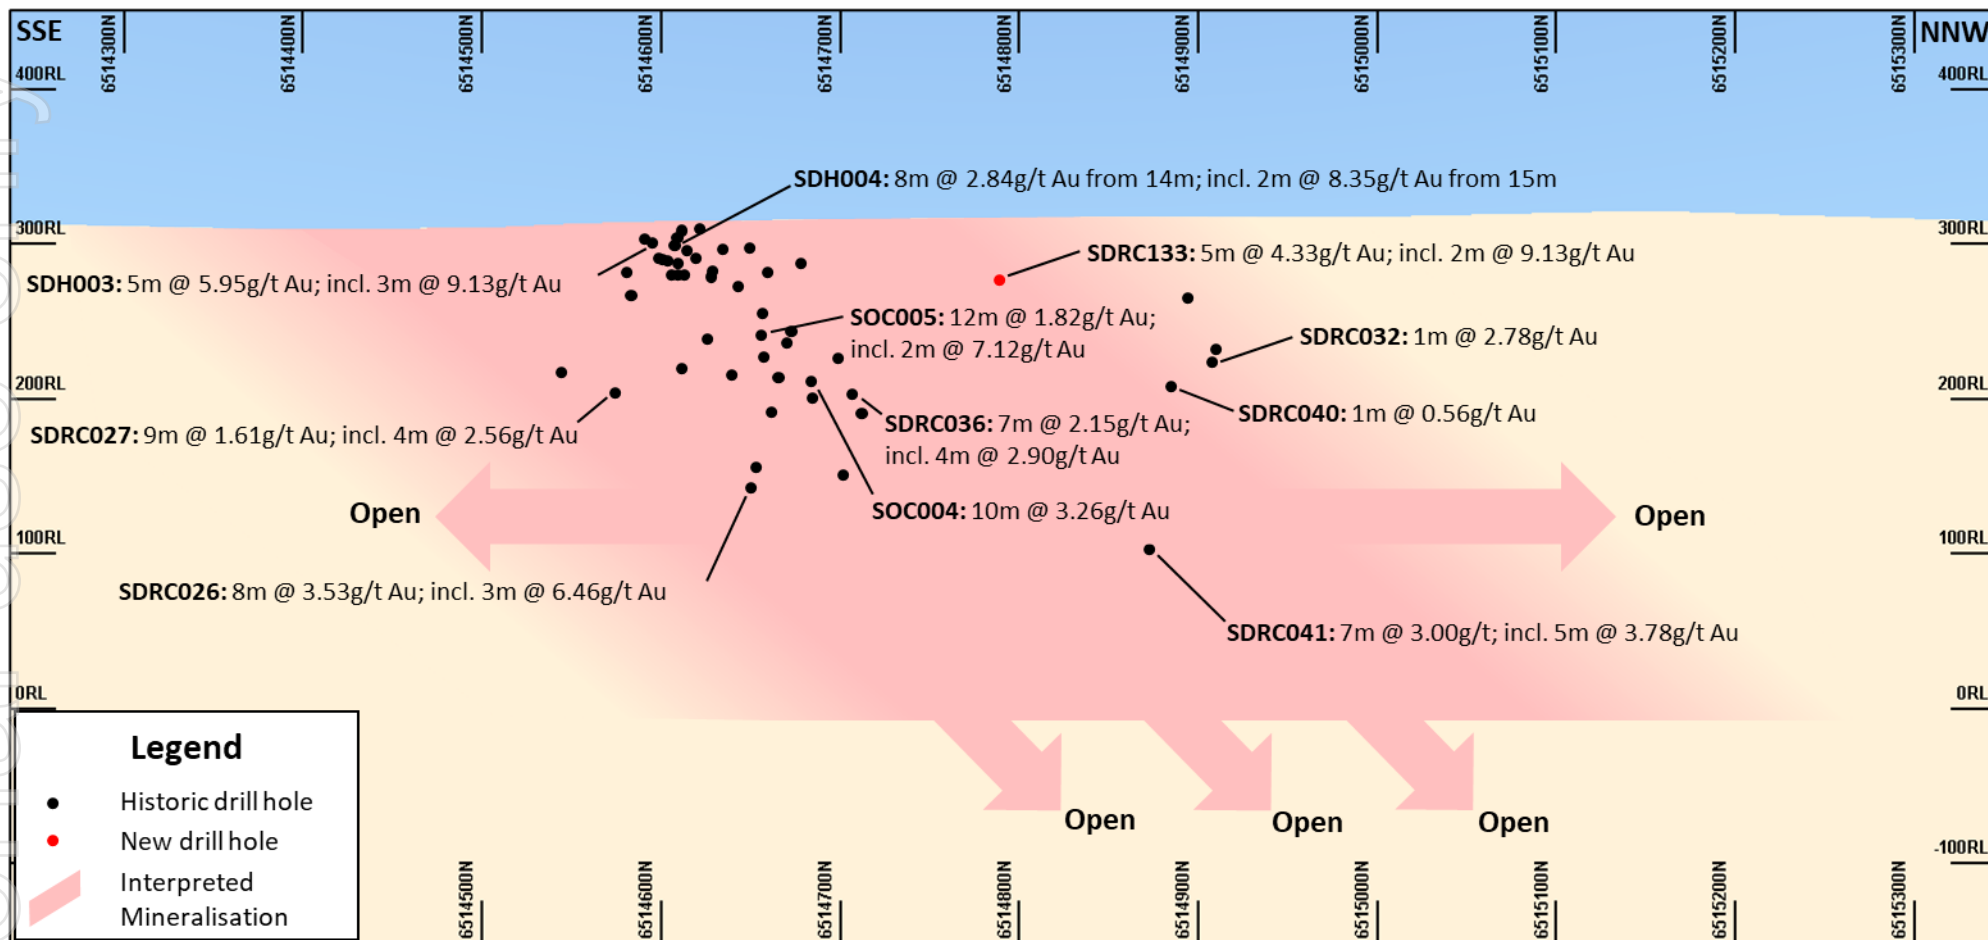 SSE
NNW
6514300N
6514400N
6514500N
6514600N
6514700N
6514800N
6514900N
6515000N
6515100N
6515200N
6515300N
400RL
400RL
SDH004: 8m @ 2.84g/t Au from 14m; incl. 2m @ 8.35g/t Au from 15m
300RL
300RL
SDRC133: 5m @ 4.33g/t Au; incl. 2m @ 9.13g/t Au
SDH003: 5m @ 5.95g/t Au; incl. 3m @ 9.13g/t Au
SOC005: 12m @ 1.82g/t Au;
incl. 2m @ 7.12g/t Au
SDRC032: 1m @ 2.78g/t Au
200RL
200RL
SDRC040: 1m @ 0.56g/t Au
SDRC036: 7m @ 2.15g/t Au;
incl. 4m @ 2.90g/t Au
SDRC027: 9m @ 1.61g/t Au; incl. 4m @ 2.56g/t Au
SOC004: 10m @ 3.26g/t Au
Open
Open
100RL
100RL
SDRC026: 8m @ 3.53g/t Au; incl. 3m @ 6.46g/t Au
SDRC041: 7m @ 3.00g/t; incl. 5m @ 3.78g/t Au
0RL
0RL
Legend
Historic drill hole
New drill hole
Interpreted
Mineralisation
Open
Open
Open
-100RL
6514500N
6514600N
6514700N
6514800N
6514900N
6515000N
6515100N
6515200N
6515300N